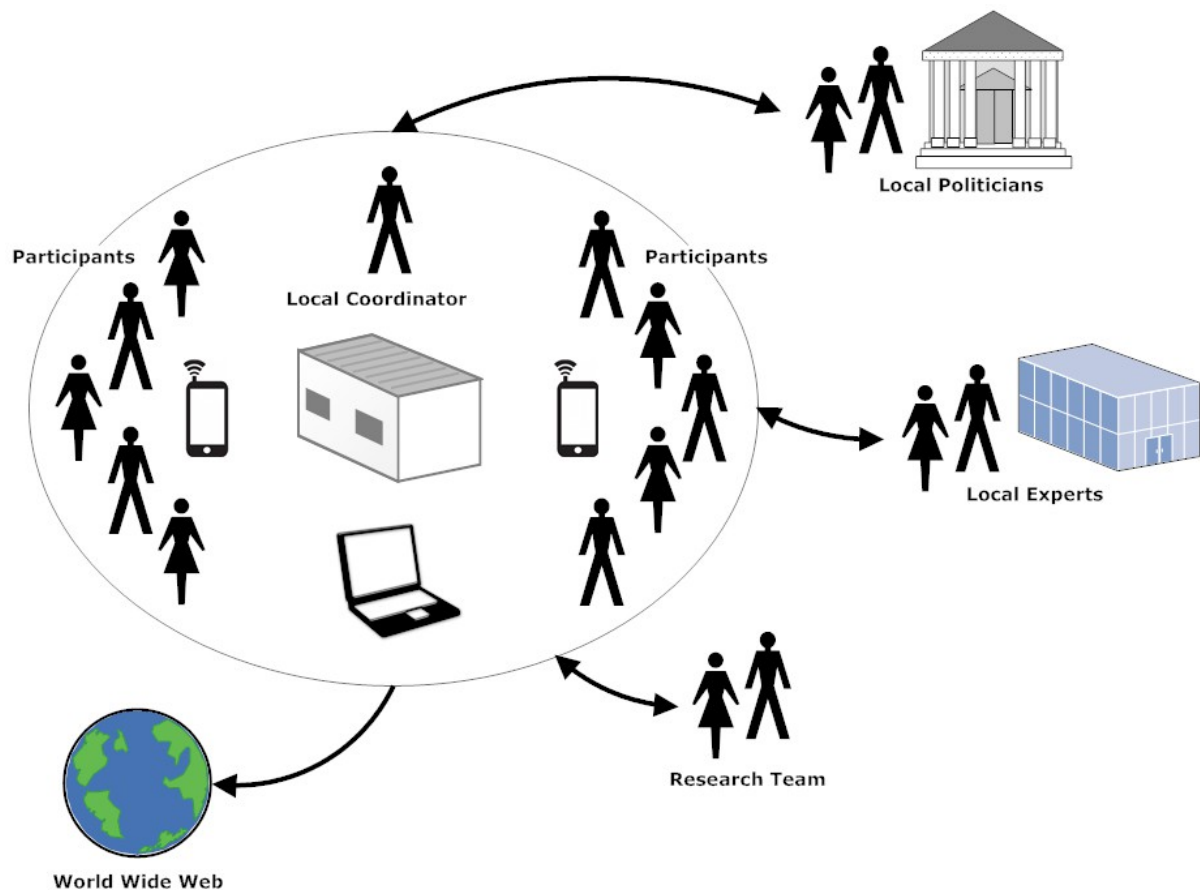 Local Politicians
Participants
Participants
Local Coordinator
Local Experts
Research Team
World Wide Web